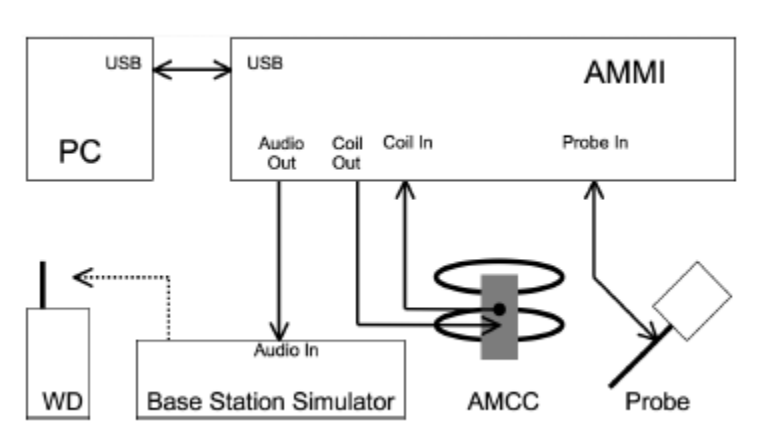 USB
USB
AMMI
PC
Audio
Out
Coil
Out
Coil In
Probe In
Audio In
WD
Base Station Simulator
AMCC
Probe